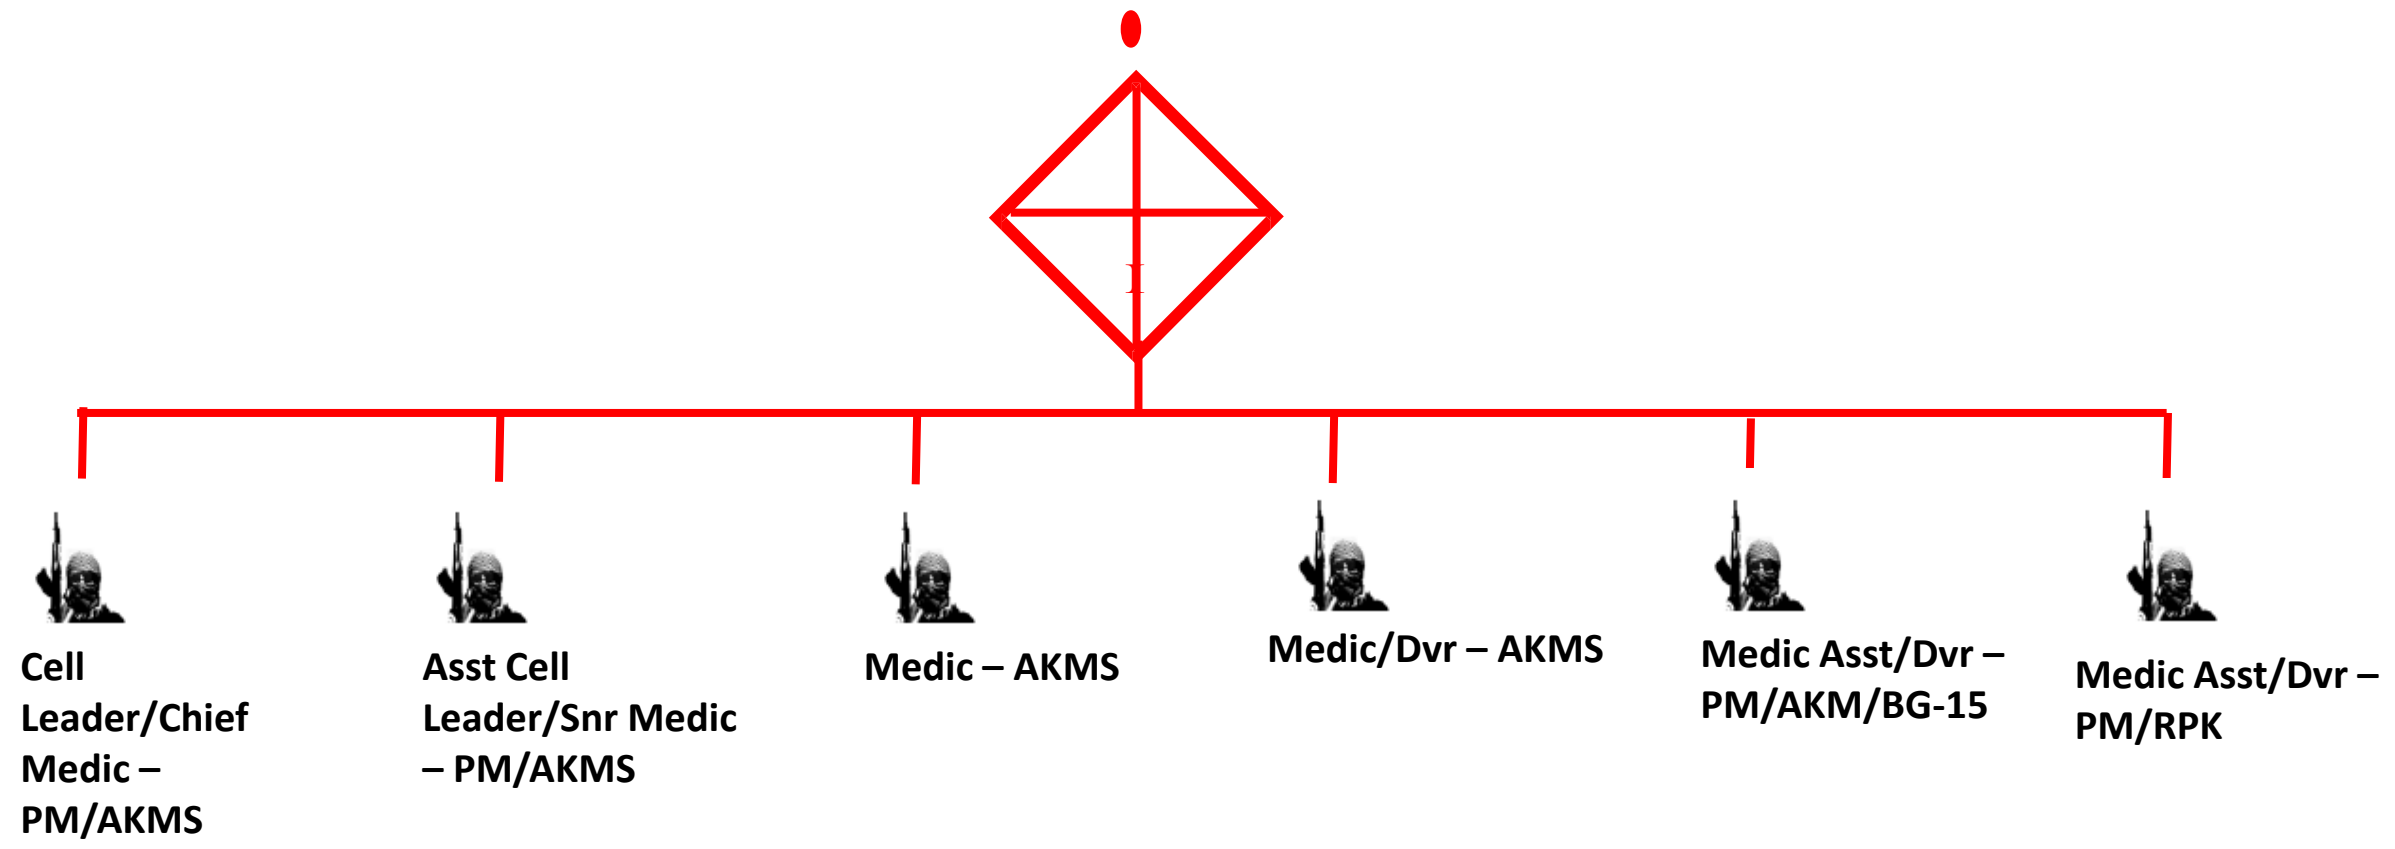 I
Cell
Leader/Chief
Medic –
PM/AKMS
Asst Cell
Leader/Snr Medic
– PM/AKMS
Medic – AKMS
Medic/Dvr – AKMS
Medic Asst/Dvr –
PM/AKM/BG-15
Medic Asst/Dvr –
PM/RPK